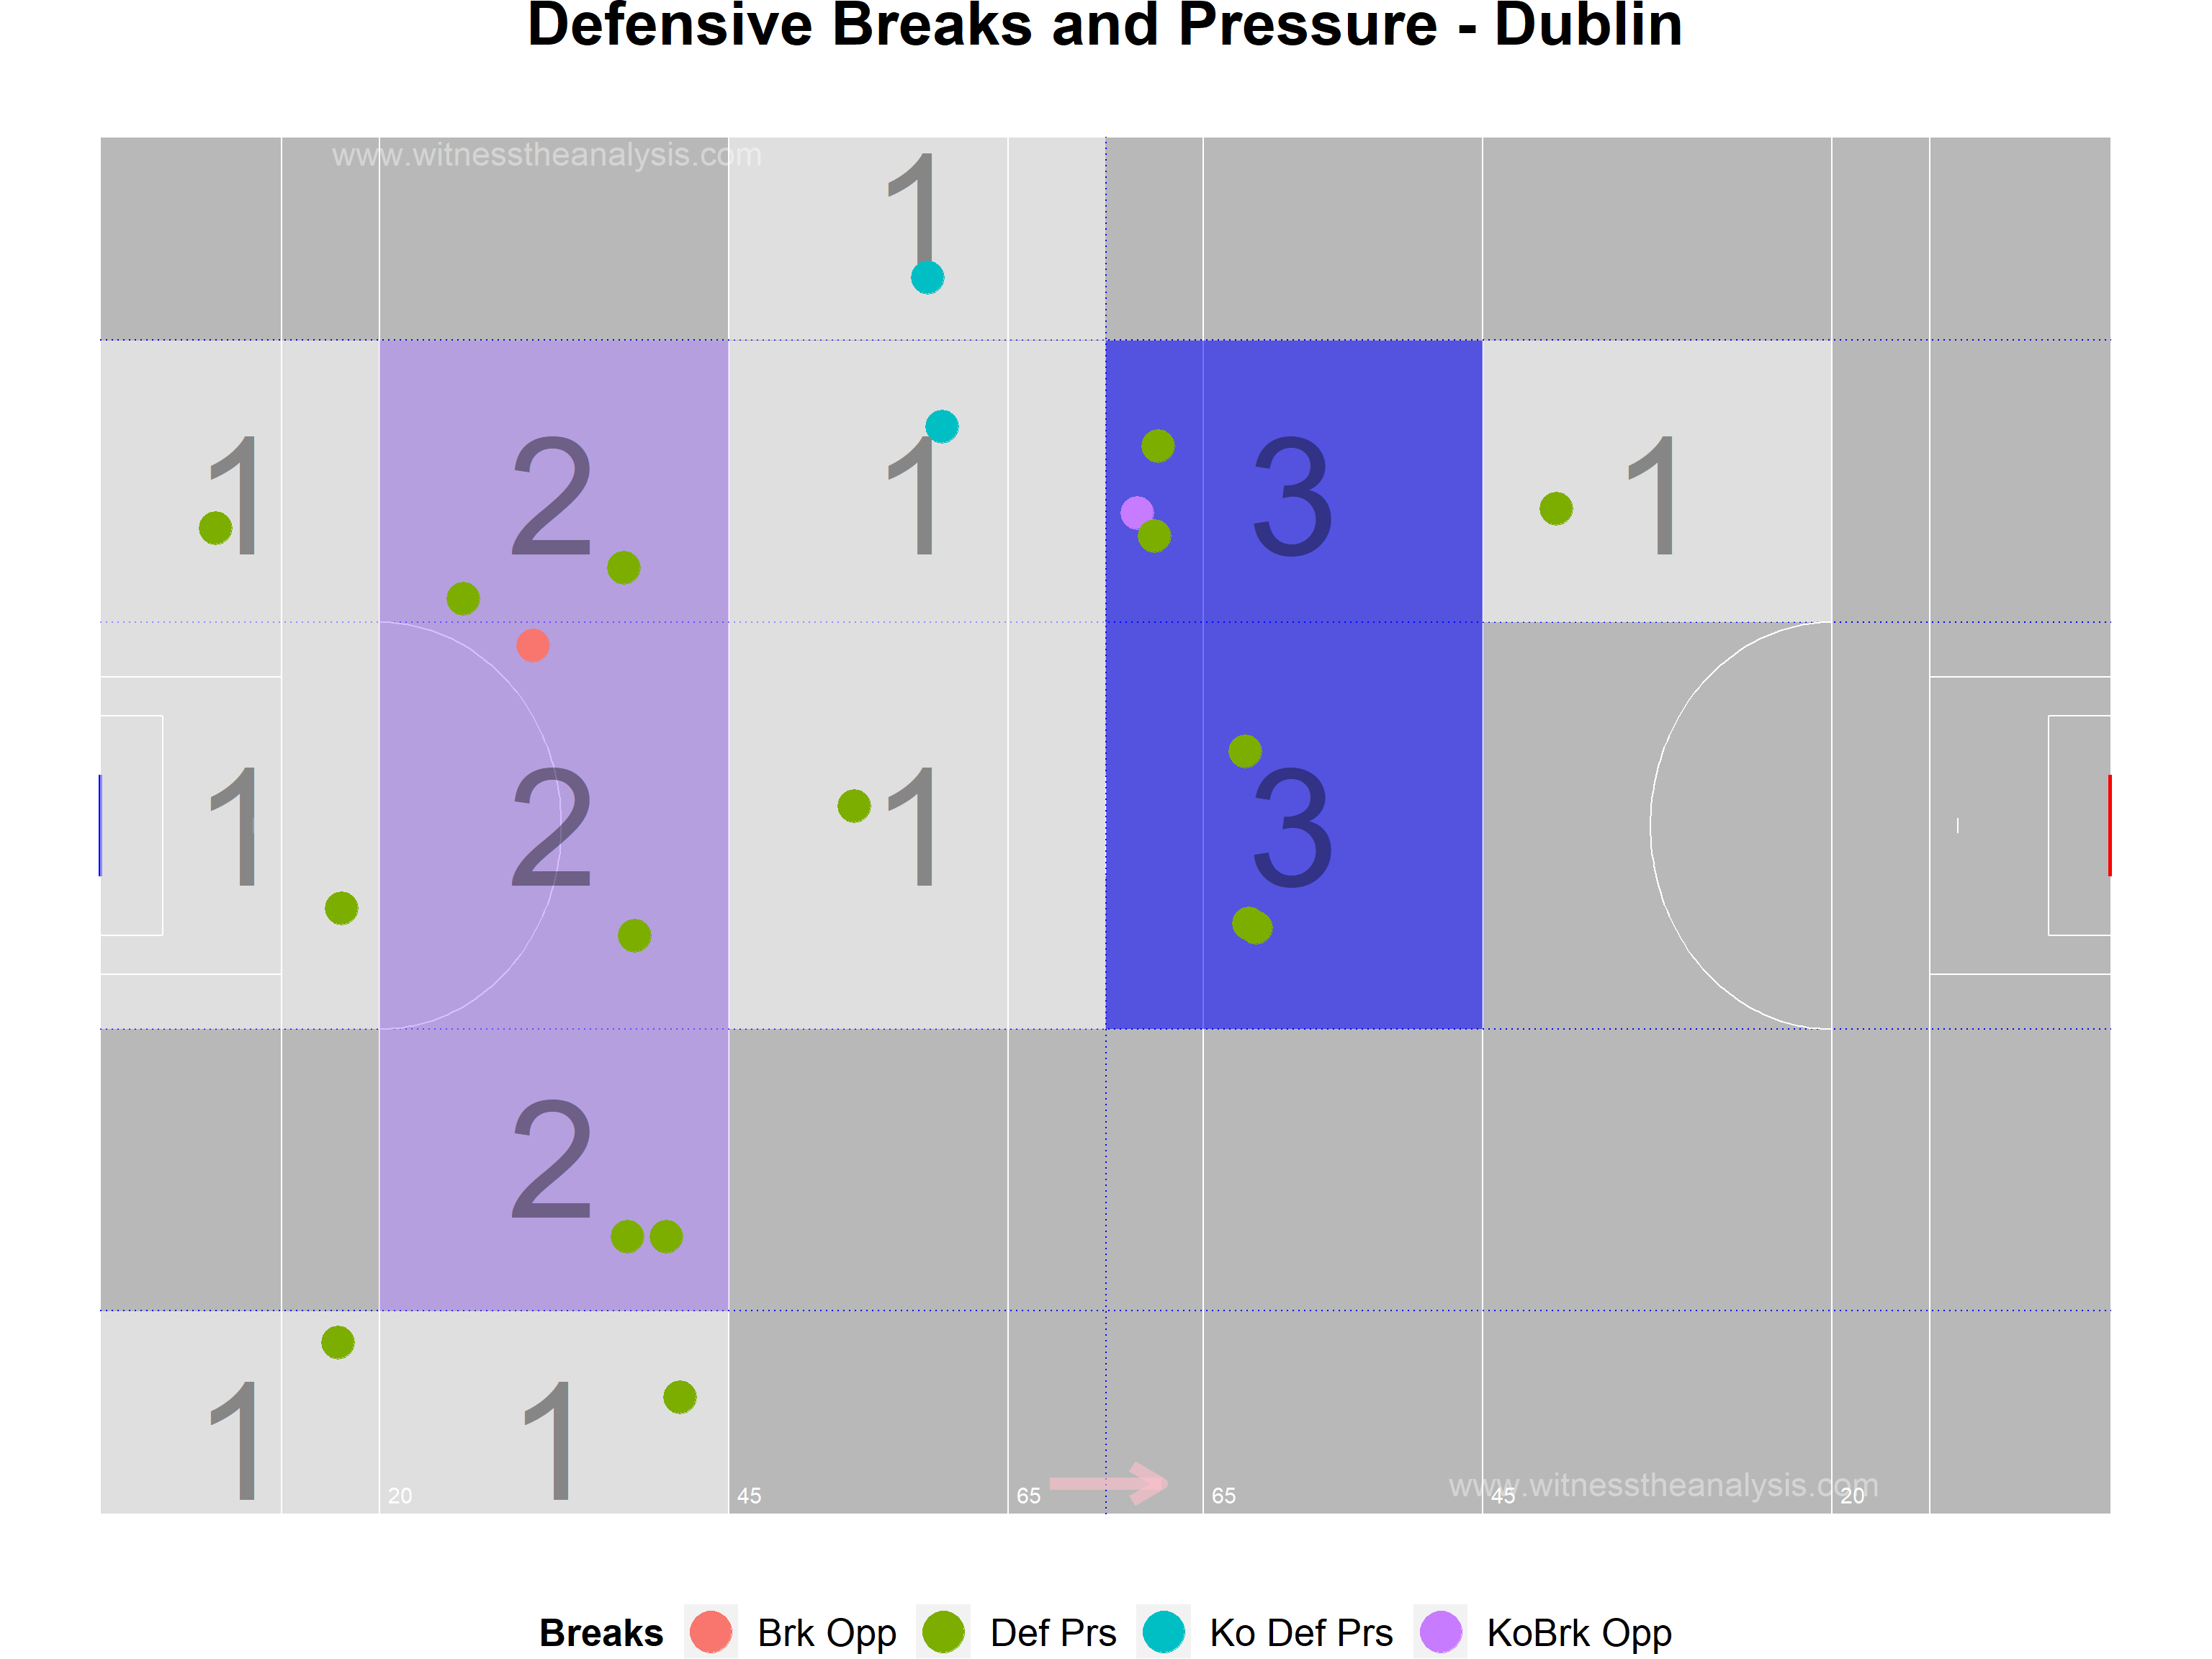 Defensive Breaks and Pressure - Dublin
www.witnesstheanalysis.com
1
1 2 1 3 1
1 2 1 3
2
1 1
20 45 65 65 45 20
www.witnesstheanalysis.com
Breaks Brk Opp Def Prs Ko Def Prs KoBrk Opp